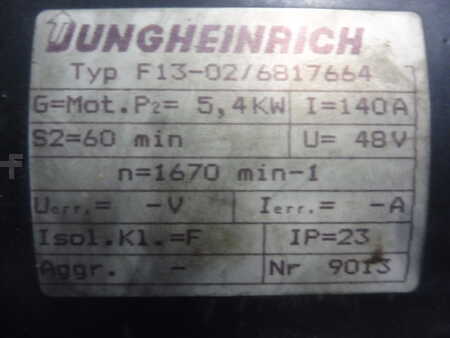 JUNGHEINRICH
Typ F13-02/6817664
G=Mot.P2= 5,4KW I=140A
S2=60 min U= 48V
n=1670 min-1
Uerr.= -V Ierr.= -A
Isol.Kl.=F IP=23
Aggr. - Nr 9013